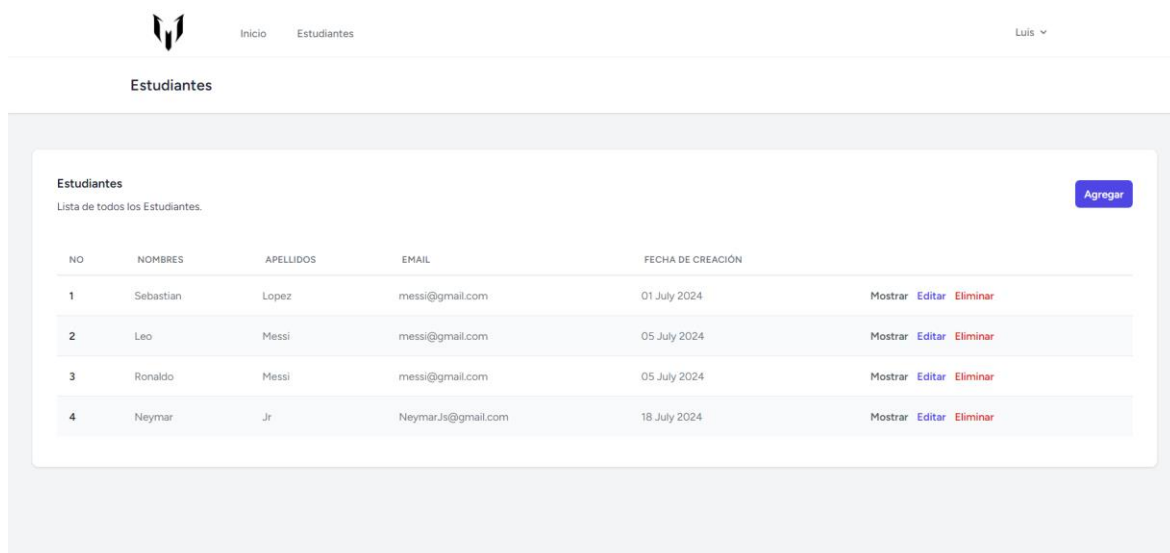 Inicio Estudiantes Luis
Estudiantes
Estudiantes
Lista de todos los Estudiantes.
Agregar
NO NOMBRES APELLIDOS EMAIL FECHA DE CREACIÓN
1 Sebastian Lopez messi@gmail.com 01 July 2024 Mostrar Editar Eliminar
2 Leo Messi messi@gmail.com 05 July 2024 Mostrar Editar Eliminar
3 Ronaldo Messi messi@gmail.com 05 July 2024 Mostrar Editar Eliminar
4 Neymar Jr NeymarJs@gmail.com 18 July 2024 Mostrar Editar Eliminar